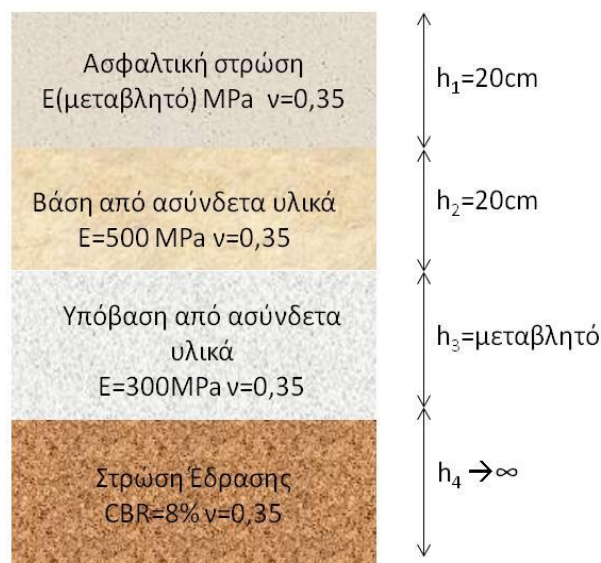 Ασφαλτική στρώση
Ε(μεταβλητό) MPa ν=0,35
h1=20cm
Βάση από ασύνδετα υλικά
Ε=500 MPa ν=0,35
h2=20cm
Υπόβαση από ασύνδετα
υλικά
Ε=300MPa ν=0,35
h3=μεταβλητό
Στρώση Έδρασης
CBR=8% ν=0,35
h4 →∞